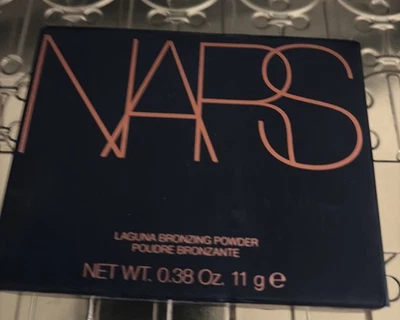 NARS
LAGUNA BRONZING POWDER
POUDRE BRONZANTE
NET WT. 0.38 Oz. 11 g e